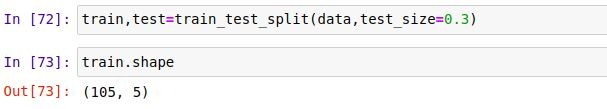 In [72]: train,test=train_test_split(data,test_size=0.3)
In [73]: train.shape
Out[73]: (105, 5)